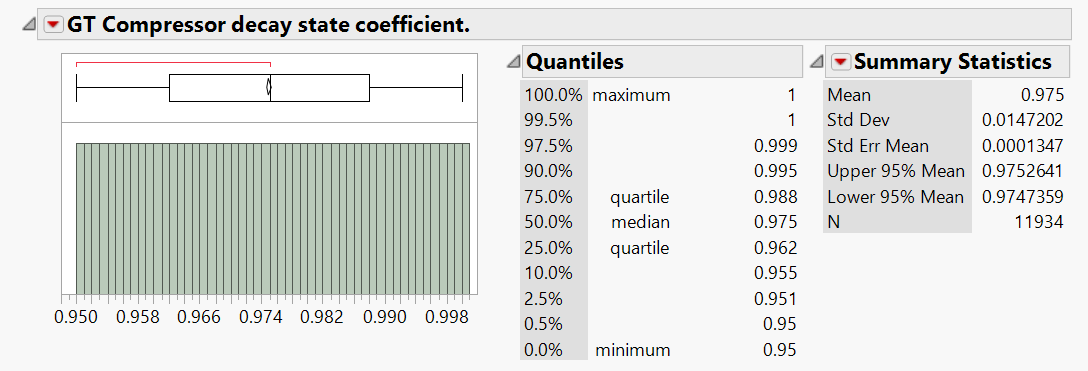 GT Compressor decay state coefficient.
0.950 0.958 0.966 0.974 0.982 0.990 0.998
Quantiles
100.0% maximum 1
99.5% 1
97.5% 0.999
90.0% 0.995
75.0% quartile 0.988
50.0% median 0.975
25.0% quartile 0.962
10.0% 0.955
2.5% 0.951
0.5% 0.95
0.0% minimum 0.95
Summary Statistics
Mean 0.975
Std Dev 0.0147202
Std Err Mean 0.0001347
Upper 95% Mean 0.9752641
Lower 95% Mean 0.9747359
N 11934